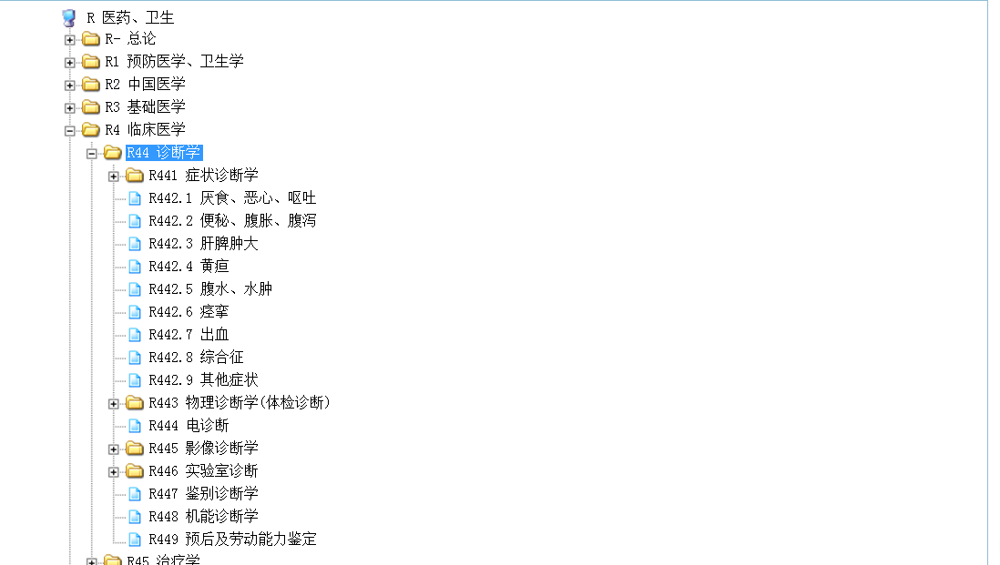 R 医药、卫生
R- 总论
R1 预防医学、卫生学
R2 中国医学
R3 基础医学
R4 临床医学
R44 诊断学
R441 症状诊断学
R442.1 厌食、恶心、呕吐
R442.2 便秘、腹胀、腹泻
R442.3 肝脾肿大
R442.4 黄疸
R442.5 腹水、水肿
R442.6 痉挛
R442.7 出血
R442.8 综合征
R442.9 其他症状
R443 物理诊断学(体检诊断)
R444 电诊断
R445 影像诊断学
R446 实验室诊断
R447 鉴别诊断学
R448 机能诊断学
R449 预后及劳动能力鉴定
R45 治疗学